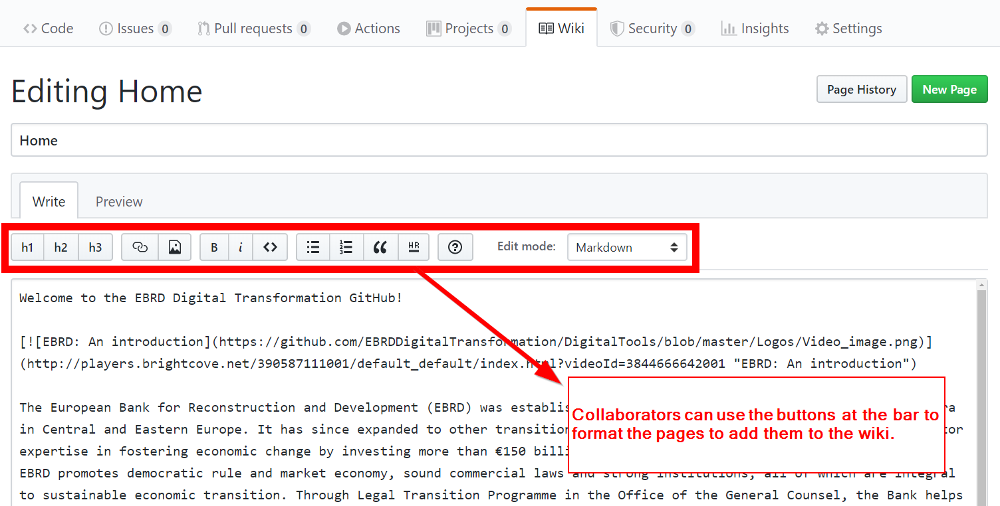 Code Issues 0 Pull requests 0 Actions Projects 0 Wiki Security 0 Insights Settings
Editing Home
Page History New Page
Home
Write Preview
h1 h2 h3 B i <> HR Edit mode: Markdown
Welcome to the EBRD Digital Transformation GitHub!
[![EBRD: An introduction](https://github.com/EBRDDigitalTransformation/DigitalTools/blob/master/Logos/Video_image.png)]
(http://players.brightcove.net/390587111001/default_default/index.html?videoId=3844666642001 "EBRD: An introduction")
The European Bank for Reconstruction and Development (EBRD) was establis ra
in Central and Eastern Europe. It has since expanded to other transition tor
expertise in fostering economic change by investing more than €150 billi
EBRD promotes democratic rule and market economy, sound commercial laws and strong institutions, all of which are integral
to sustainable economic transition. Through Legal Transition Programme in the Office of the General Counsel, the Bank helps
Collaborators can use the buttons at the bar to
format the pages to add them to the wiki.